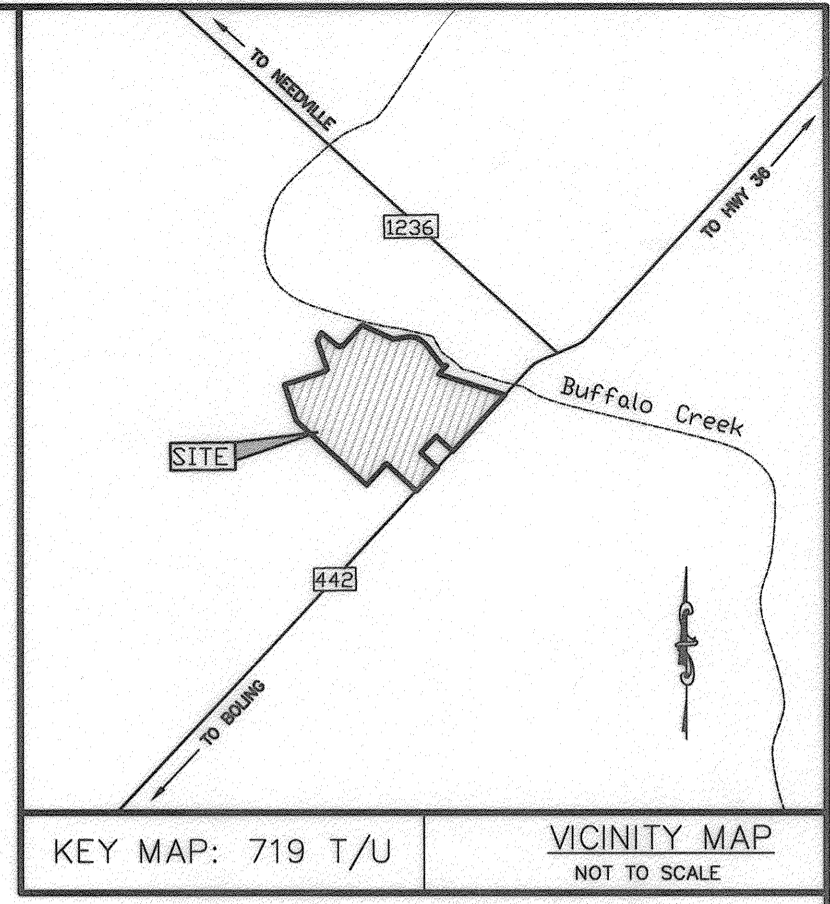 TO NEEDVILLE
TO HWY 36
1236
Buffalo Creek
SITE
442
TO BOLING
KEY MAP: 719 T/U
VICINITY MAP
NOT TO SCALE